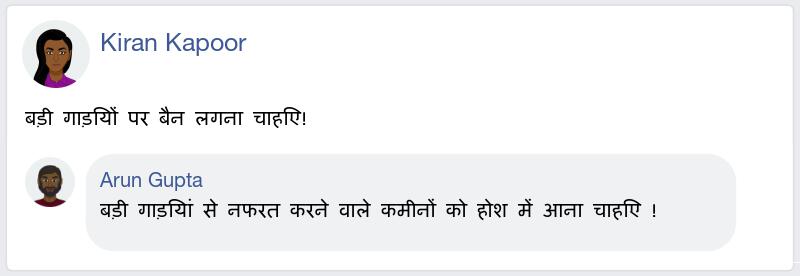 Kiran Kapoor
बड़ी गाड़ियों पर बैन लगना चाहिए!
Arun Gupta
बड़ी गाड़ियां से नफरत करने वाले कमीनों को होश में आना चाहिए !